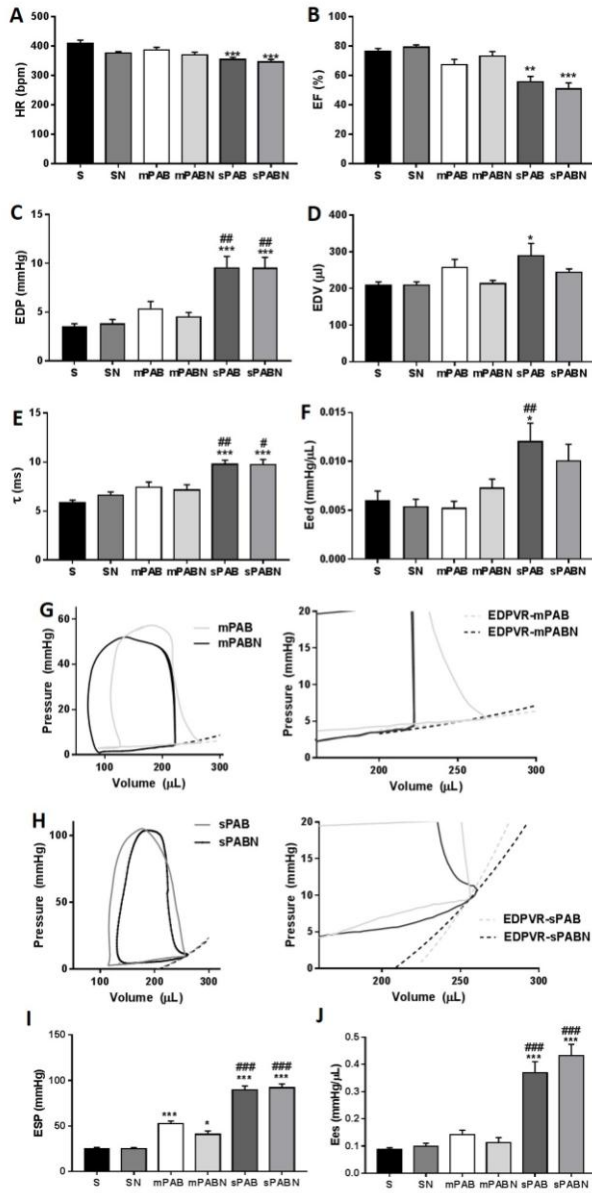 A
HR (bpm)
500
400
300
200
100
0
*** ***
S SN mPAB mPABN sPAB sPABN
B
EF (%)
100
80
60
40
20
0
** ***
S SN mPAB mPABN sPAB sPABN
C
EDP (mmHg)
15
10
5
0
## ##
*** ***
S SN mPAB mPABN sPAB sPABN
D
EDV (µl)
400
300
200
100
0
*
S SN mPAB mPABN sPAB sPABN
E
τ (ms)
15
10
5
0
## #
*** ***
S SN mPAB mPABN sPAB sPABN
F
Eed (mmHg/µL)
0.015
0.010
0.005
0.000
##
*
S SN mPAB mPABN sPAB sPABN
G
Pressure (mmHg)
60
40
20
0
mPAB
mPABN
100 200 300
Volume (µL)
Pressure (mmHg)
20
15
10
5
0
EDPVR-mPAB
EDPVR-mPABN
200 250 300
Volume (µL)
H
Pressure (mmHg)
100
50
0
sPAB
sPABN
100 200 300
Volume (µL)
Pressure (mmHg)
20
15
10
5
0
EDPVR-sPAB
EDPVR-sPABN
200 250 300
Volume (µL)
I
ESP (mmHg)
150
100
50
0
### ###
*** * *** ***
S SN mPAB mPABN sPAB sPABN
J
Ees (mmHg/µL)
0.5
0.4
0.3
0.2
0.1
0.0
### ###
*** ***
S SN mPAB mPABN sPAB sPABN